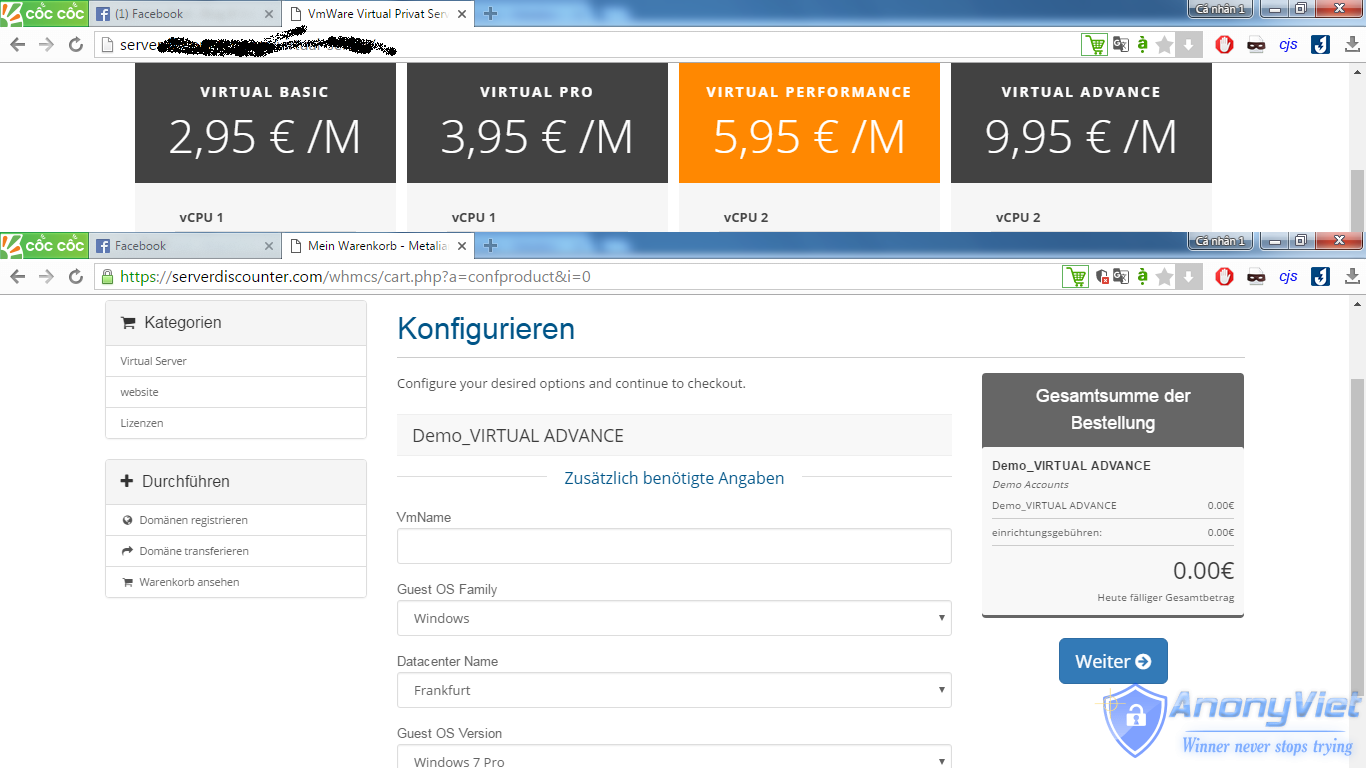 cốc cốc
(1) Facebook
VmWare Virtual Privat Serv
Cá nhân 1
serve
cjs
VIRTUAL BASIC
2,95 € /M
vCPU 1
VIRTUAL PRO
3,95 € /M
vCPU 1
VIRTUAL PERFORMANCE
5,95 € /M
vCPU 2
VIRTUAL ADVANCE
9,95 € /M
vCPU 2
cốc cốc
Facebook
Mein Warenkorb - Metalia
Cá nhân 1
https://serverdiscounter.com/whmcs/cart.php?a=confproduct&i=0
cjs
Kategorien
Virtual Server
website
Lizenzen
Durchführen
Domänen registrieren
Domäne transferieren
Warenkorb ansehen
Konfigurieren
Configure your desired options and continue to checkout.
Demo_VIRTUAL ADVANCE
Zusätzlich benötigte Angaben
VmName
Guest OS Family
Windows
Datacenter Name
Frankfurt
Guest OS Version
Windows 7 Pro
Gesamtsumme der
Bestellung
Demo_VIRTUAL ADVANCE
Demo Accounts
Demo_VIRTUAL ADVANCE 0.00€
einrichtungsgebühren: 0.00€
0.00€
Heute fälliger Gesamtbetrag
Weiter
AnonyViet
Winner never stops trying